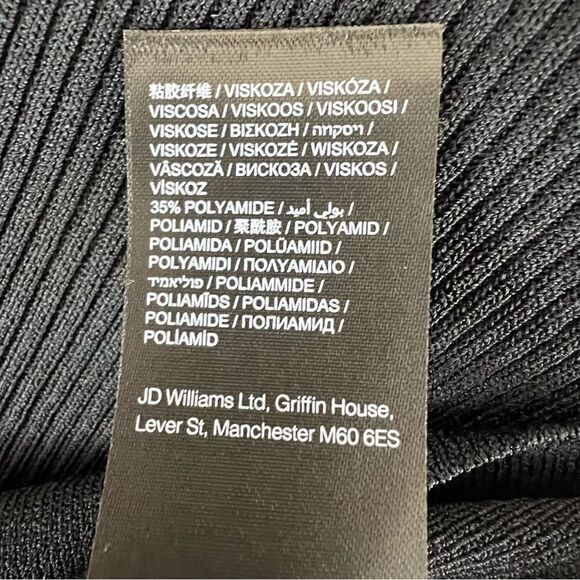 粘胶纤维 / VISKOZA / VISKÓZA /
VISCOSA / VISKOOS / VISKOOSI /
VISKOSE / ΒΙΣΚΟΖΗ / ויסקוזה /
VISKOZE / VISKOZĖ / WISKOZA /
VÂSCOZĂ / ВИСКОЗА / VISKOS /
VİSKOZ
35% POLYAMIDE / بولي أميد /
POLIAMID / 聚酰胺 / POLYAMID /
POLIAMIDA / POLÜAMIID /
POLYAMIDI / ΠΟΛΥΑΜΙΔΙΟ /
פוליאמיד / POLIAMMIDE /
POLIAMĪDS / POLIAMIDAS /
POLIAMIDE / ПОЛИАМИД /
POLİAMİD
JD Williams Ltd, Griffin House,
Lever St, Manchester M60 6ES